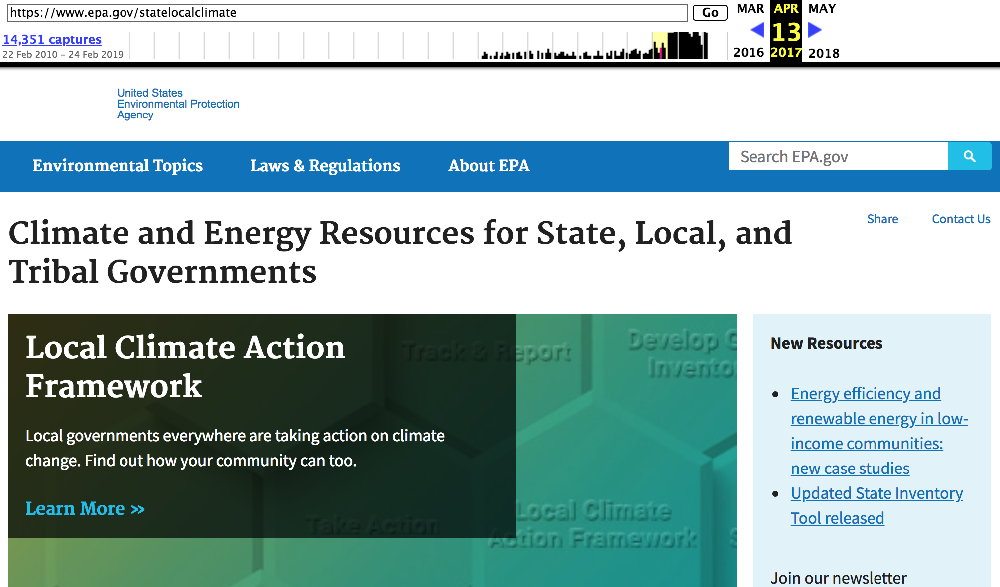 https://www.epa.gov/statelocalclimate
Go
MAR APR MAY
14,351 captures
13
22 Feb 2010 – 24 Feb 2019
2016 2017 2018
United States
Environmental Protection
Agency
Environmental Topics
Laws & Regulations
About EPA
Search EPA.gov
Share
Contact Us
Climate and Energy Resources for State, Local, and
Tribal Governments
Local Climate Action
Framework
Local governments everywhere are taking action on climate
change. Find out how your community can too.
Learn More »
Track & Report
Develop
Take Action
Local Climate
Action Framework
New Resources
Energy efficiency and
renewable energy in low-
income communities:
new case studies
Updated State Inventory
Tool released
Join our newsletter